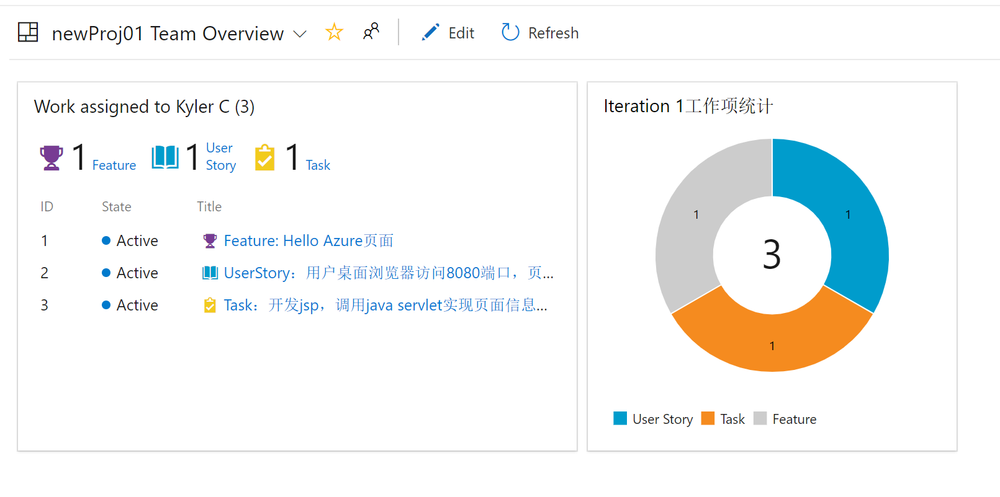 newProj01 Team Overview Edit Refresh
Work assigned to Kyler C (3)
1 Feature 1 User Story 1 Task
ID State Title
1 Active Feature: Hello Azure页面
2 Active UserStory：用户桌面浏览器访问8080端口，页...
3 Active Task：开发jsp，调用java servlet实现页面信息...
Iteration 1工作项统计
1
1
3
1
User Story Task Feature